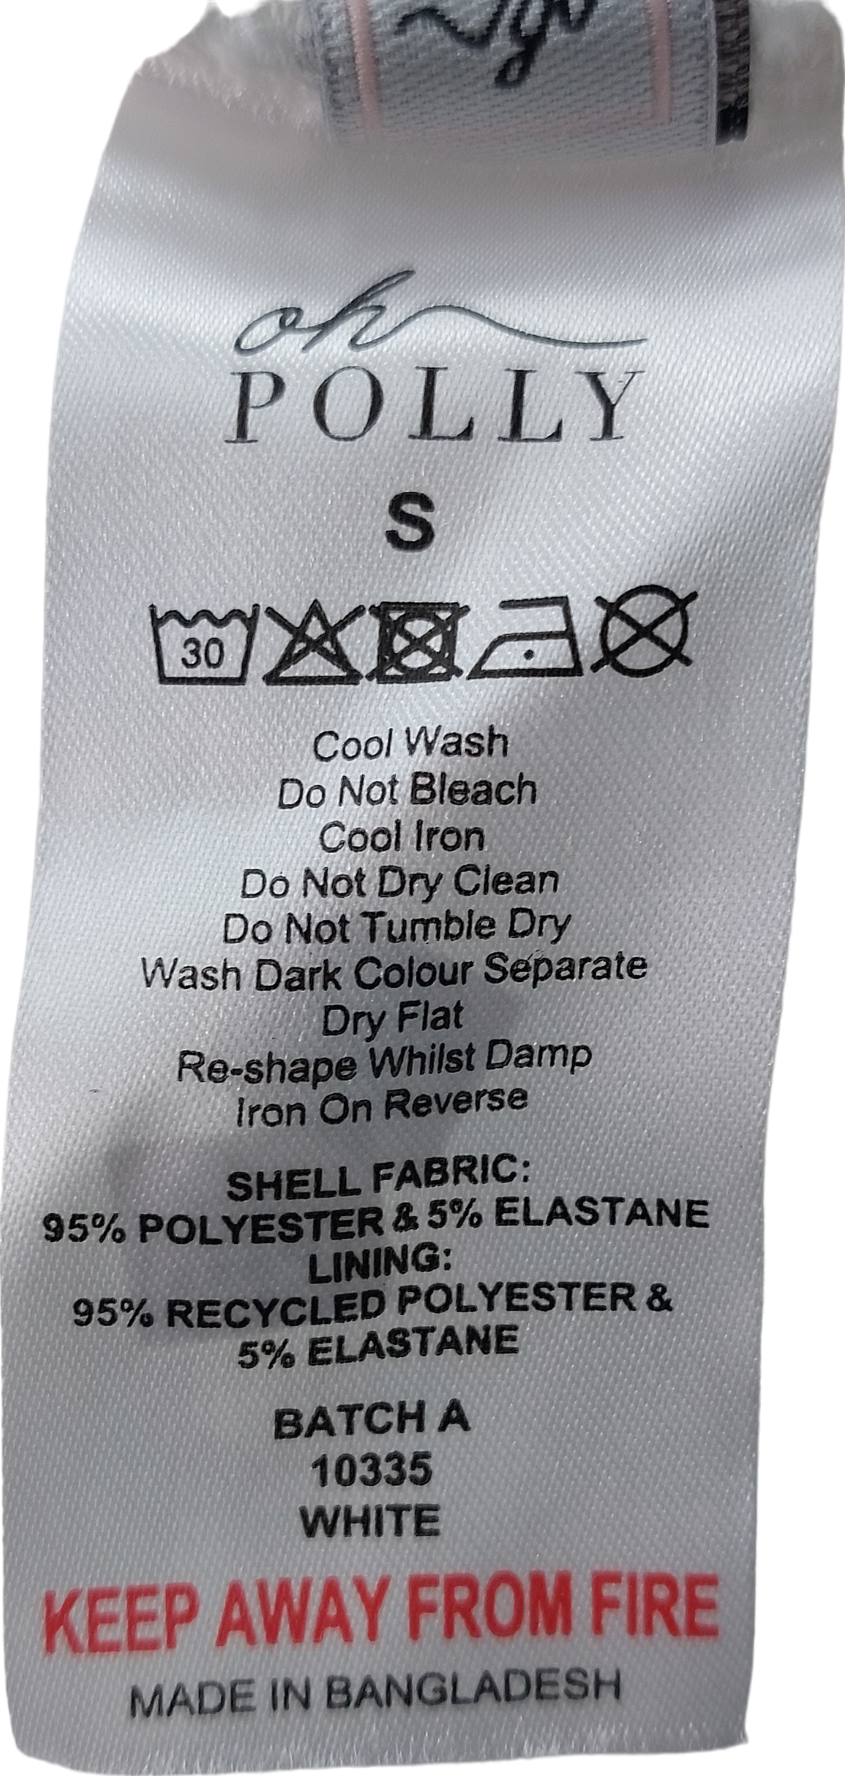 oh
POLLY
S
30
Cool Wash
Do Not Bleach
Cool Iron
Do Not Dry Clean
Do Not Tumble Dry
Wash Dark Colour Separate
Dry Flat
Re-shape Whilst Damp
Iron On Reverse
SHELL FABRIC:
95% POLYESTER & 5% ELASTANE
LINING:
95% RECYCLED POLYESTER &
5% ELASTANE
BATCH A
10335
WHITE
KEEP AWAY FROM FIRE
MADE IN BANGLADESH